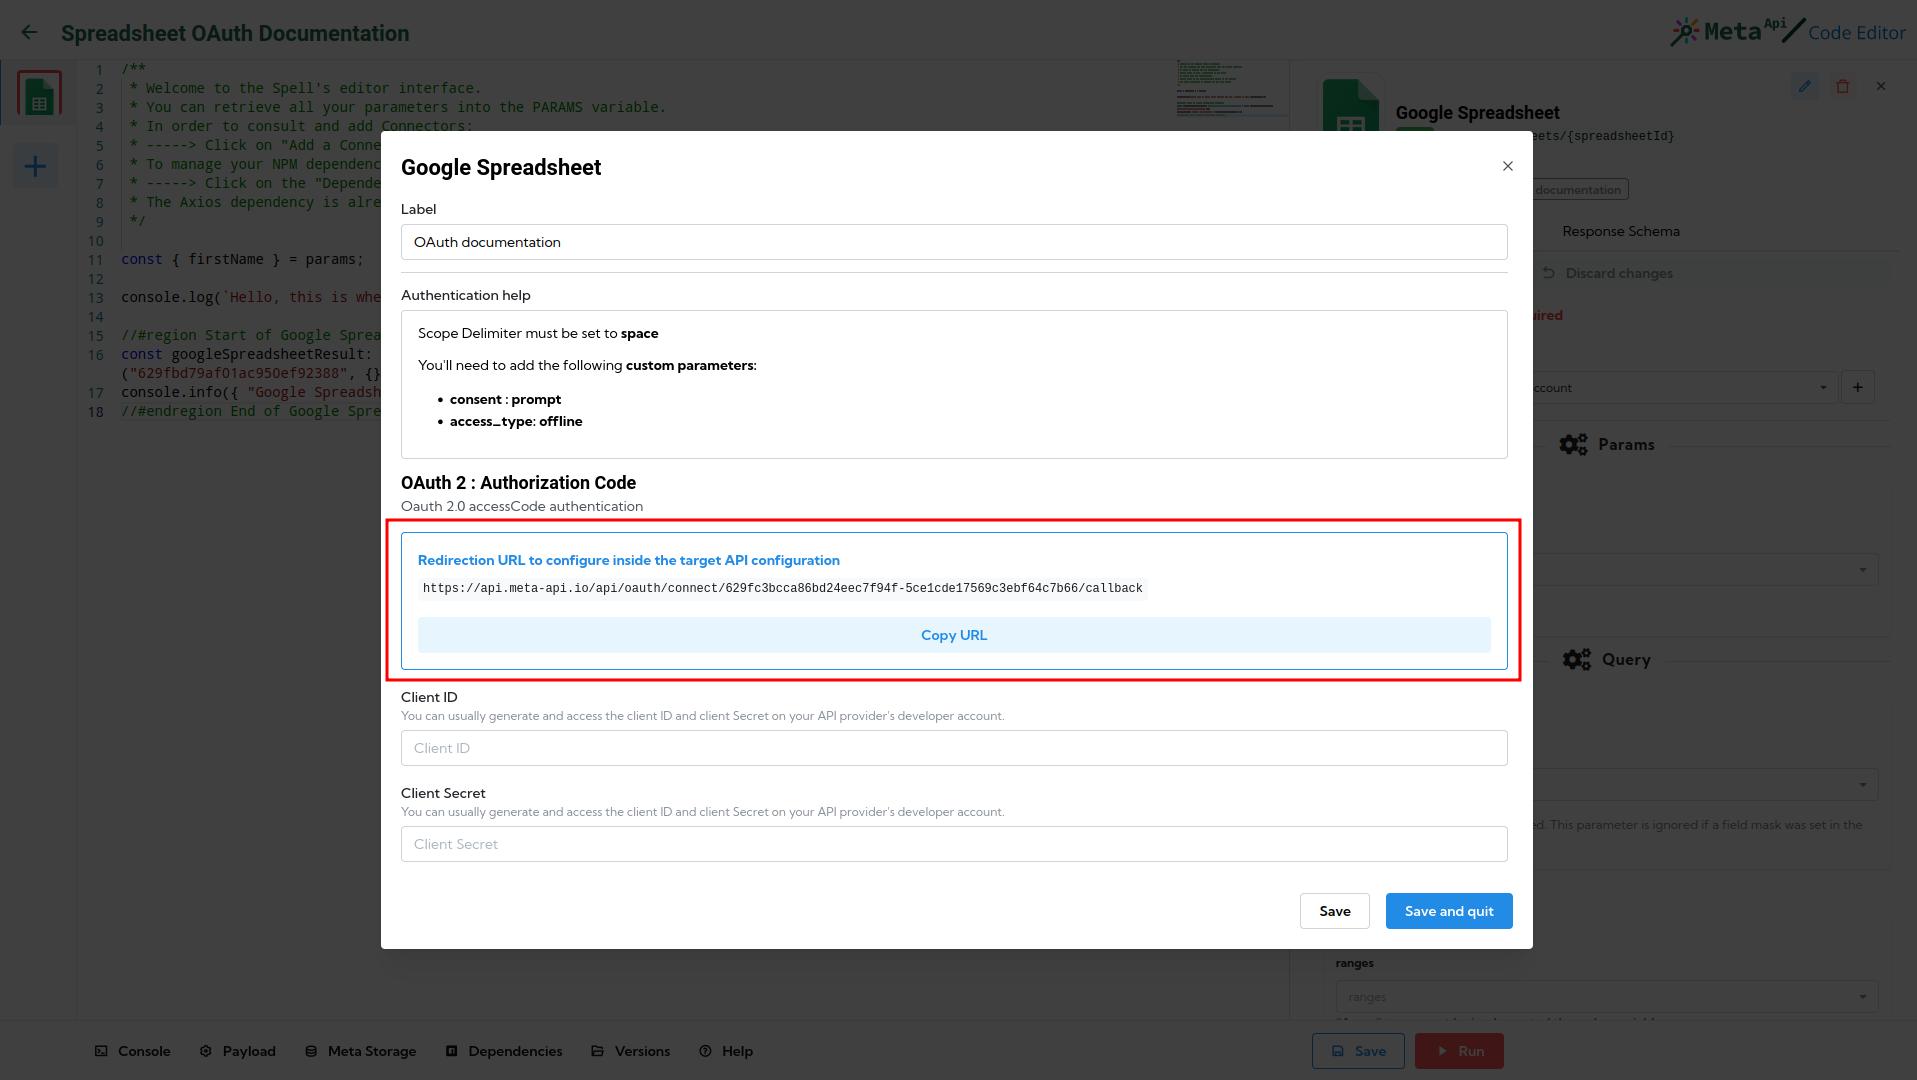 Spreadsheet OAuth Documentation
Meta Api Code Editor
1 /**
2 * Welcome to the Spell's editor interface.
3 * You can retrieve all your parameters into the PARAMS variable.
4 * In order to consult and add Connectors:
5 * -----> Click on "Add a Conne
6 * To manage your NPM dependenc
7 * -----> Click on the "Depende
8 * The Axios dependency is alre
9 */
10
11 const { firstName } = params;
12
13 console.log(`Hello, this is whe
14
15 //#region Start of Google Sprea
16 const googleSpreadsheetResult:
("629fbd79af01ac950ef92388", {}
17 console.info({ "Google Spreadsh
18 //#endregion End of Google Spre
Google Spreadsheet
eets/{spreadsheetId}
documentation
Response Schema
Discard changes
uired
ccount
Params
Query
ed. This parameter is ignored if a field mask was set in the
ranges
ranges
Google Spreadsheet
Label
OAuth documentation
Authentication help
Scope Delimiter must be set to space
You'll need to add the following custom parameters:
• consent : prompt
• access_type: offline
OAuth 2 : Authorization Code
Oauth 2.0 accessCode authentication
Redirection URL to configure inside the target API configuration
https://api.meta-api.io/api/oauth/connect/629fc3bcca86bd24eec7f94f-5ce1cde17569c3ebf64c7b66/callback
Copy URL
Client ID
You can usually generate and access the client ID and client Secret on your API provider's developer account.
Client ID
Client Secret
You can usually generate and access the client ID and client Secret on your API provider's developer account.
Client Secret
Save
Save and quit
Console
Payload
Meta Storage
Dependencies
Versions
Help
Save
Run